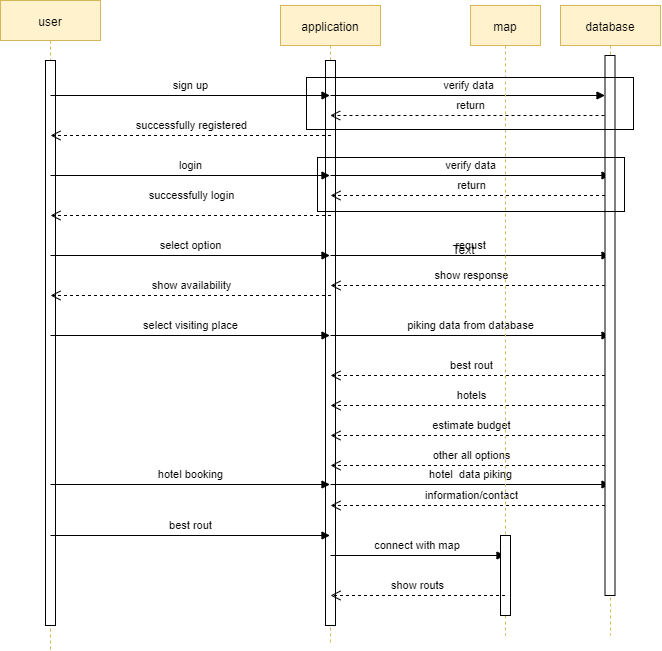 user
application
map
database
sign up
verify data
return
successfully registered
login
verify data
return
successfully login
select option
requst
Text
show response
show availability
select visiting place
piking data from database
best rout
hotels
estimate budget
other all options
hotel booking
hotel  data piking
information/contact
best rout
connect with map
show routs